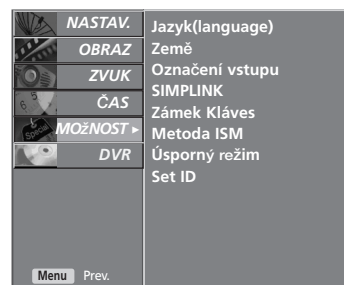 NASTAV.
OBRAZ
ZVUK
ČAS
MOžNOST ►
DVR
Menu Prev.
Jazyk(language)
Země
Označení vstupu
SIMPLINK
Zámek Kláves
Metoda ISM
Úsporný režim
Set ID